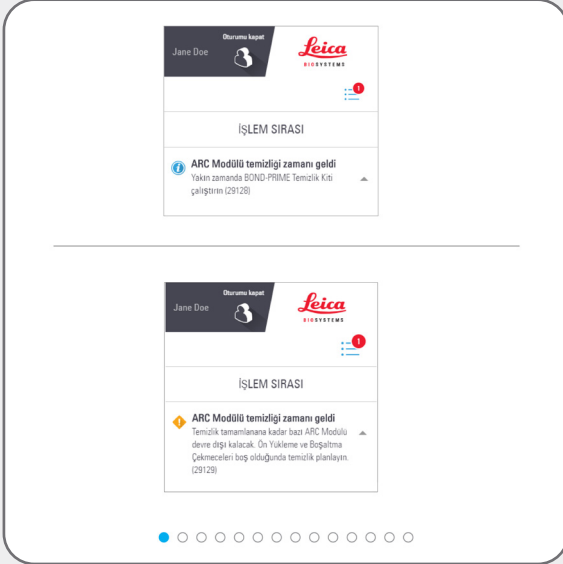 Oturumu kapat
Jane Doe
Leica
BIOSYSTEMS
1
İŞLEM SIRASI
ARC Modülü temizliği zamanı geldi
Yakın zamanda BOND-PRIME Temizlik Kiti
çalıştırın (29128)
Oturumu kapat
Jane Doe
Leica
BIOSYSTEMS
1
İŞLEM SIRASI
ARC Modülü temizliği zamanı geldi
Temizlik tamamlanana kadar bazı ARC Modülü
devre dışı kalacak. Ön Yükleme ve Boşaltma
Çekmeceleri boş olduğunda temizlik planlayın.
(29129)